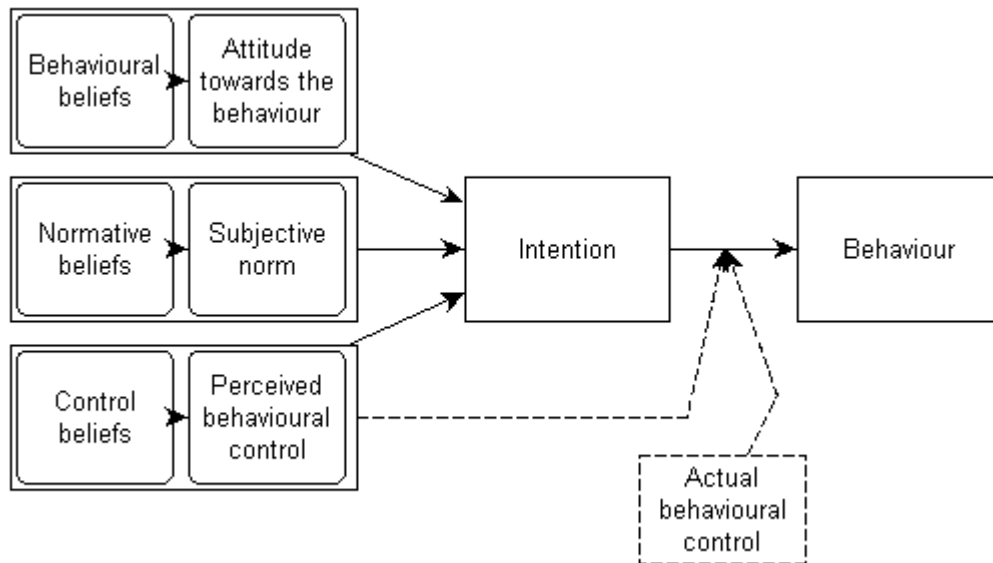 Behavioural
beliefs
Attitude
towards the
behaviour
Normative
beliefs
Subjective
norm
Intention
Behaviour
Control
beliefs
Perceived
behavioural
control
Actual
behavioural
control